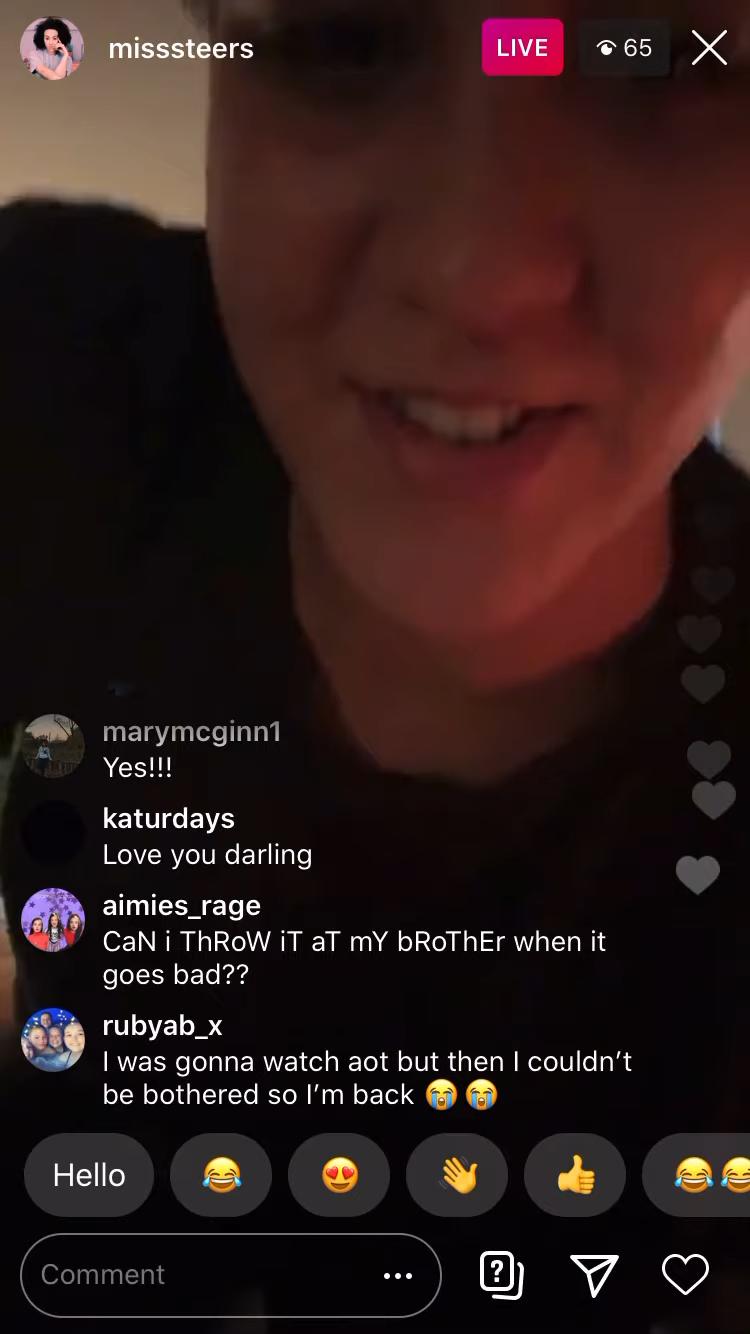 misssteers
LIVE
65
marymcginn1
Yes!!!
katurdays
Love you darling
aimies_rage
CaN i ThRoW iT aT mY bRoThEr when it
goes bad??
rubyab_x
I was gonna watch aot but then I couldn’t
be bothered so I’m back 😭😭
Hello 😂 😍 👋 👍 😂😂
Comment